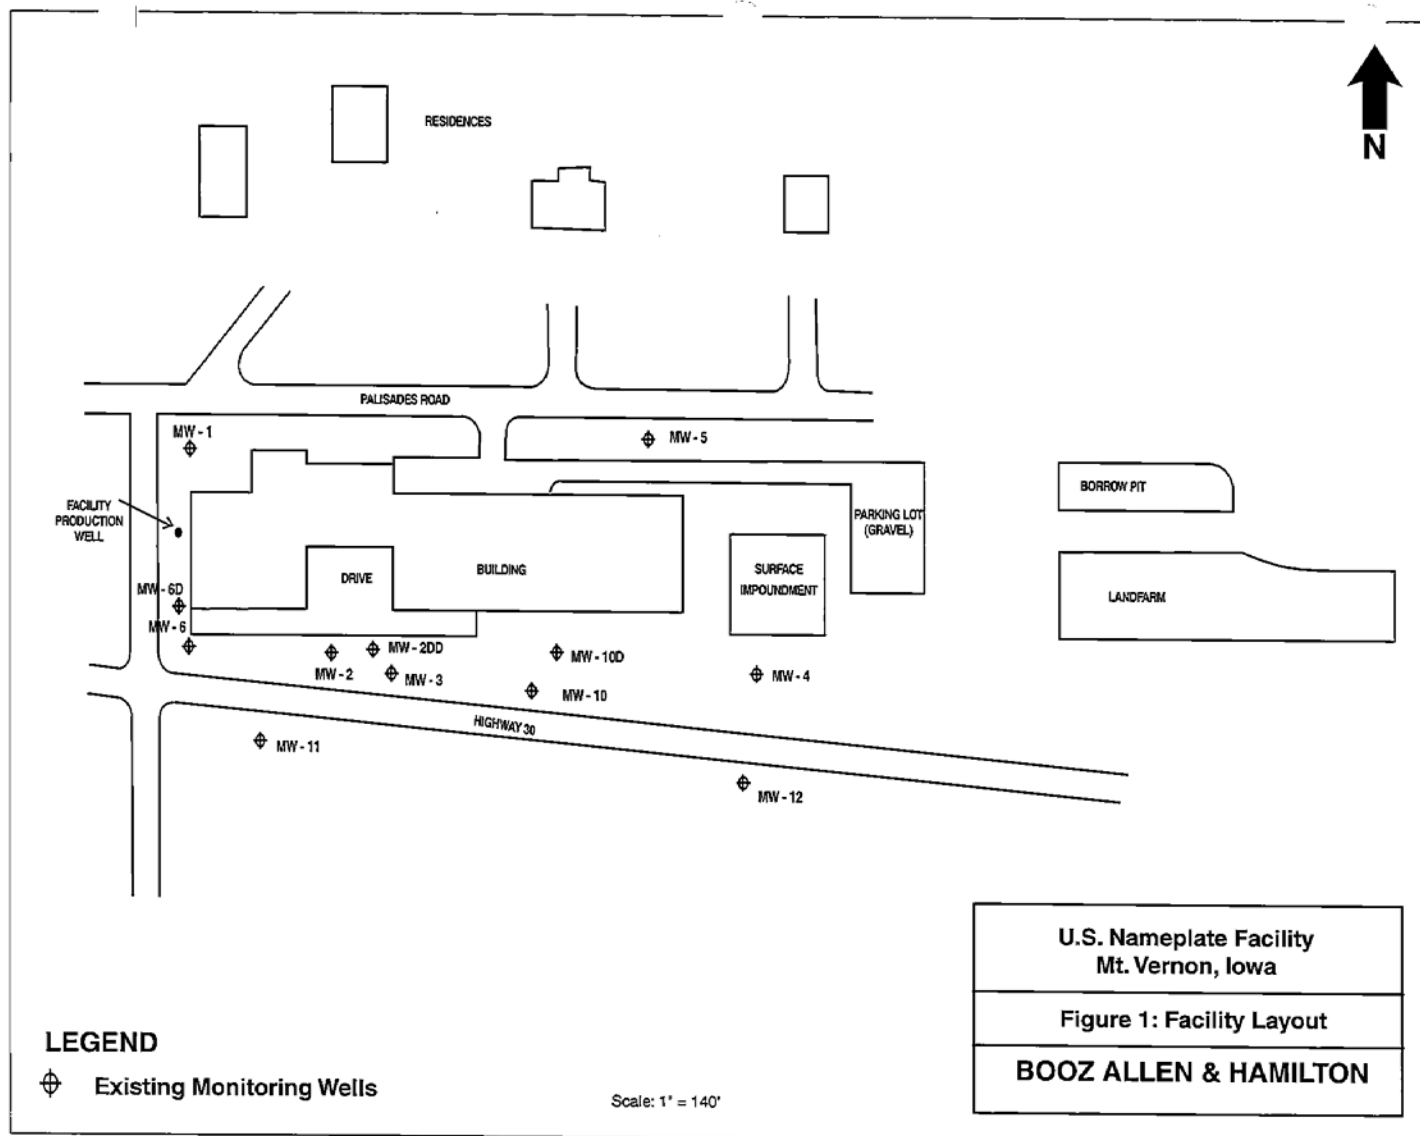 RESIDENCES
N
PALISADES ROAD
MW - 1
MW - 5
FACILITY
PRODUCTION
WELL
BORROW PIT
PARKING LOT
(GRAVEL)
DRIVE
BUILDING
SURFACE
IMPOUNDMENT
LANDFARM
MW - 6D
MW - 6
MW - 2DD
MW - 10D
MW - 2
MW - 3
MW - 4
MW - 10
HIGHWAY 30
MW - 11
MW - 12
U.S. Nameplate Facility
Mt. Vernon, Iowa
Figure 1: Facility Layout
BOOZ ALLEN & HAMILTON
LEGEND
Existing Monitoring Wells
Scale: 1" = 140'